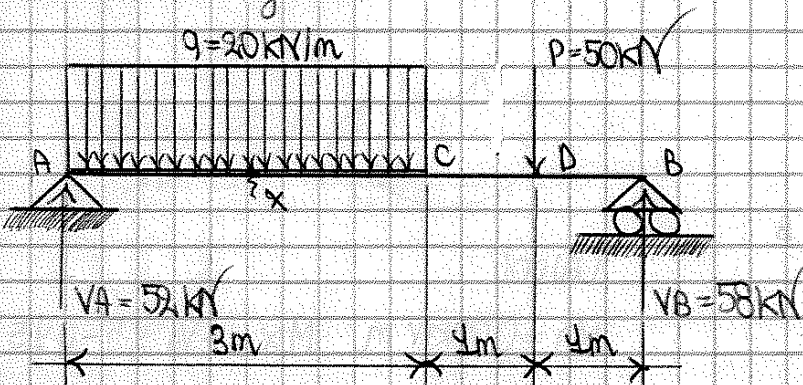 q=20kN/m
P=50kN
A
C
D
B
x
VA=52kN
VB=58kN
3m
1m
1m